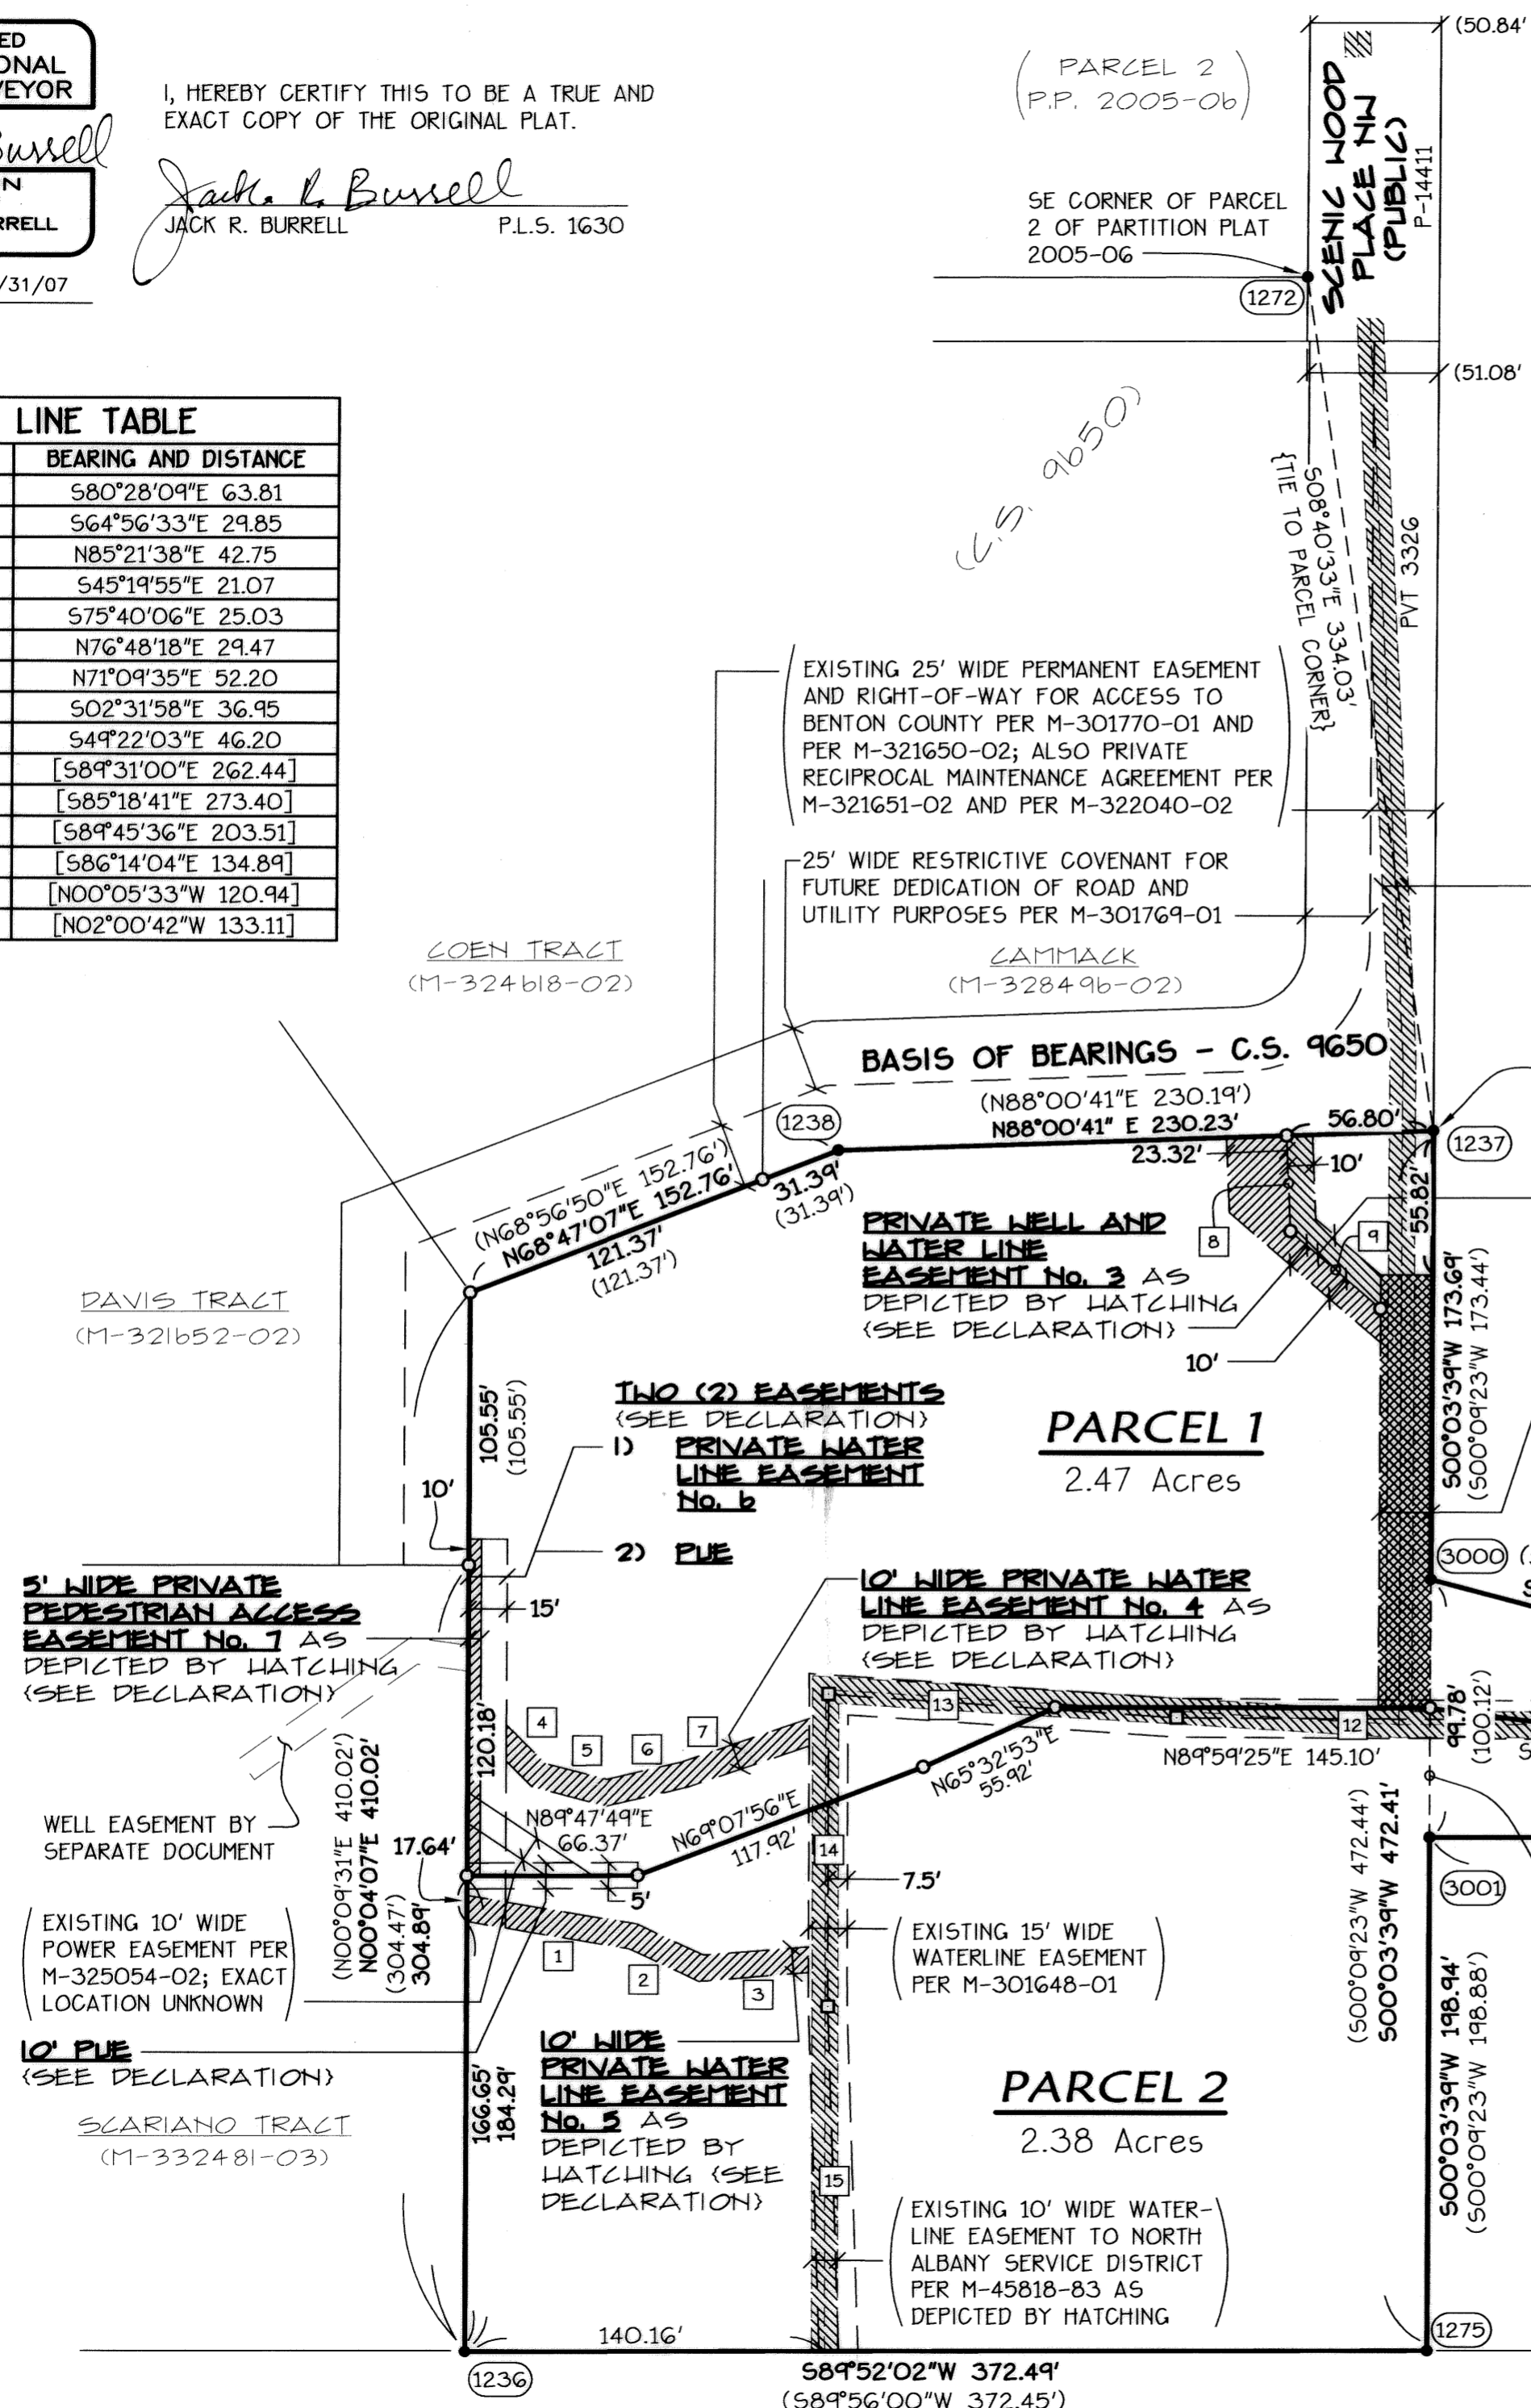 ED
ONAL
VEYOR
Burrell
N
RRELL
/31/07
I, HEREBY CERTIFY THIS TO BE A TRUE AND
EXACT COPY OF THE ORIGINAL PLAT.
Jack R. Burrell
JACK R. BURRELL P.L.S. 1630
(50.84'
PARCEL 2
P.P. 2005-06
SCENIC WOOD
PLACE NW
(PUBLIC)
P-14411
SE CORNER OF PARCEL
2 OF PARTITION PLAT
2005-06
1272
(51.08'
LINE TABLE
BEARING AND DISTANCE
S80°28'09"E 63.81
S64°56'33"E 29.85
N85°21'38"E 42.75
S45°19'55"E 21.07
S75°40'06"E 25.03
N76°48'18"E 29.47
N71°09'35"E 52.20
S02°31'58"E 36.95
S49°22'03"E 46.20
[S89°31'00"E 262.44]
[S85°18'41"E 273.40]
[S89°45'36"E 203.51]
[S86°14'04"E 134.89]
[N00°05'33"W 120.94]
[N02°00'42"W 133.11]
(C.S. 9650)
S08°40'33"E 334.03'
{TIE TO PARCEL CORNER}
PVT 3326
EXISTING 25' WIDE PERMANENT EASEMENT
AND RIGHT-OF-WAY FOR ACCESS TO
BENTON COUNTY PER M-301770-01 AND
PER M-321650-02; ALSO PRIVATE
RECIPROCAL MAINTENANCE AGREEMENT PER
M-321651-02 AND PER M-322040-02
25' WIDE RESTRICTIVE COVENANT FOR
FUTURE DEDICATION OF ROAD AND
UTILITY PURPOSES PER M-301769-01
COEN TRACT
(M-324618-02)
CAMMACK
(M-328496-02)
BASIS OF BEARINGS - C.S. 9650
(N88°00'41"E 230.19')
N88°00'41" E 230.23'
56.80'
1238
1237
23.32'
10'
55.82'
(N68°56'50"E 152.76')
N68°47'07"E 152.76'
121.37'
(121.37')
31.39'
(31.39')
8
9
PRIVATE WELL AND
WATER LINE
EASEMENT No. 3 AS
DEPICTED BY HATCHING
{SEE DECLARATION}
10'
DAVIS TRACT
(M-321652-02)
S00°03'39"W 173.69'
(S00°09'23"W 173.44')
105.55'
(105.55')
TWO (2) EASEMENTS
{SEE DECLARATION}
1) PRIVATE WATER
LINE EASEMENT
No. 6
2) PUE
PARCEL 1
2.47 Acres
10'
3000
15'
5' WIDE PRIVATE
PEDESTRIAN ACCESS
EASEMENT No. 7 AS
DEPICTED BY HATCHING
{SEE DECLARATION}
10' WIDE PRIVATE WATER
LINE EASEMENT No. 4 AS
DEPICTED BY HATCHING
{SEE DECLARATION}
4
5
6
7
13
12
99.78'
(100.12')
120.18'
N89°59'25"E 145.10'
N65°32'53"E
55.92'
N69°07'56"E
117.92'
N89°47'49"E
66.37'
WELL EASEMENT BY
SEPARATE DOCUMENT
17.64'
(N00°09'31"E 410.02')
N00°04'07"E 410.02'
(304.47')
304.89'
5'
14
7.5'
3001
(S00°09'23"W 472.44')
S00°03'39"W 472.41'
EXISTING 10' WIDE
POWER EASEMENT PER
M-325054-02; EXACT
LOCATION UNKNOWN
1
2
3
EXISTING 15' WIDE
WATERLINE EASEMENT
PER M-301648-01
10' PUE
{SEE DECLARATION}
SCARIANO TRACT
(M-332481-03)
166.65'
184.29'
10' WIDE
PRIVATE WATER
LINE EASEMENT
No. 5 AS
DEPICTED BY
HATCHING {SEE
DECLARATION}
PARCEL 2
2.38 Acres
S00°03'39"W 198.94'
(S00°09'23"W 198.88')
15
EXISTING 10' WIDE WATER-
LINE EASEMENT TO NORTH
ALBANY SERVICE DISTRICT
PER M-45818-83 AS
DEPICTED BY HATCHING
140.16'
1236
1275
S89°52'02"W 372.49'
(S89°56'00"W 372.45')